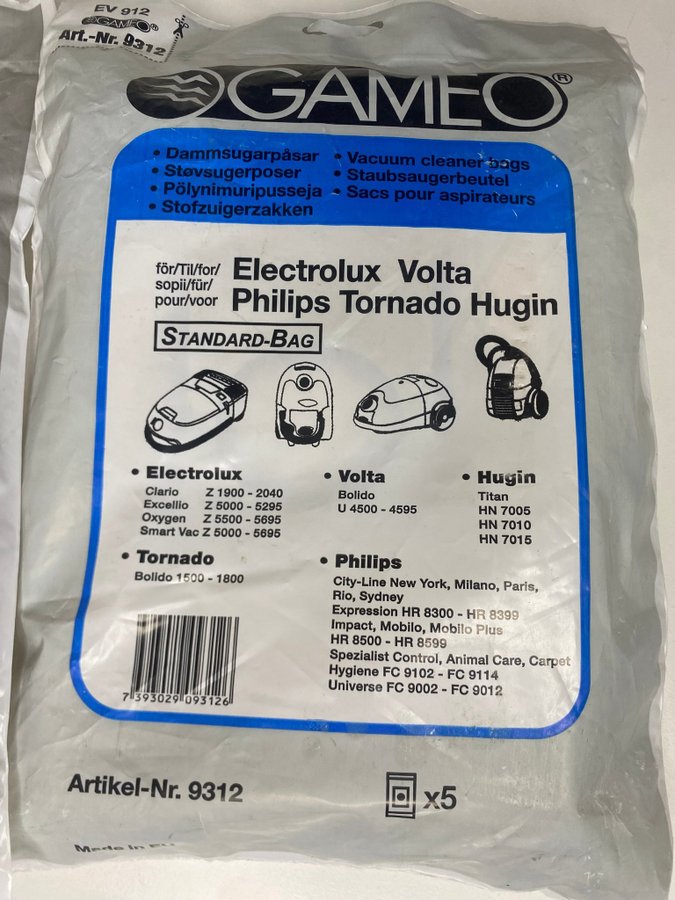 EV 912
GAMEO®
Art.-Nr. 9312
GAMEO®
• Dammsugarpåsar
• Støvsugerposer
• Pölynimuripusseja
• Stofzuigerzakken
• Vacuum cleaner bags
• Staubsaugerbeutel
• Sacs pour aspirateurs
för/Til/for/
sopii/für/
pour/voor
Electrolux Volta
Philips Tornado Hugin
STANDARD-BAG
• Electrolux
Clario Z 1900 - 2040
Excellio Z 5000 - 5295
Oxygen Z 5500 - 5695
Smart Vac Z 5000 - 5695
• Volta
Bolido
U 4500 - 4595
• Hugin
Titan
HN 7005
HN 7010
HN 7015
• Tornado
Bolido 1500 - 1800
• Philips
City-Line New York, Milano, Paris,
Rio, Sydney
Expression HR 8300 - HR 8399
Impact, Mobilo, Mobilo Plus
HR 8500 - HR 8599
Spezialist Control, Animal Care, Carpet
Hygiene FC 9102 - FC 9114
Universe FC 9002 - FC 9012
7 393029 093126
Artikel-Nr. 9312
x5
Made in EU